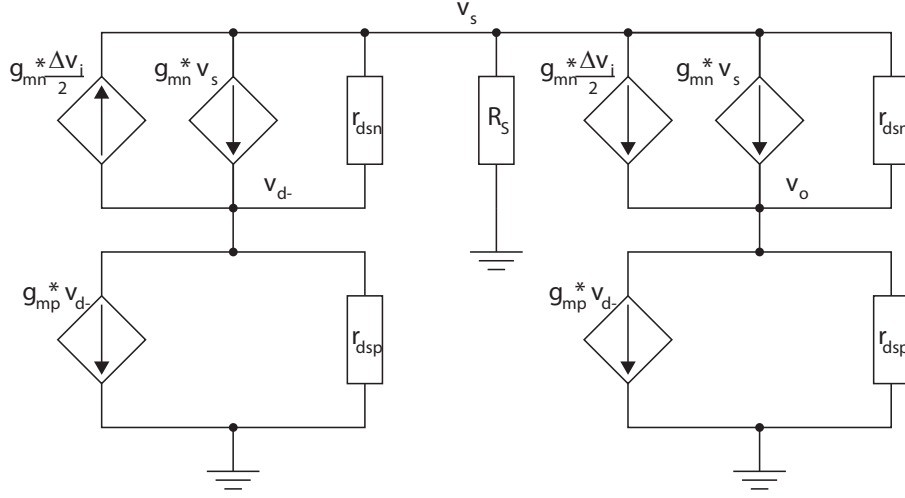 v_s
g_mn*Δv_i/2
g_mn*v_s
r_dsn
R_S
g_mn*Δv_i/2
g_mn*v_s
r_dsn
v_d-
v_o
g_mp*v_d-
r_dsp
g_mp*v_d-
r_dsp